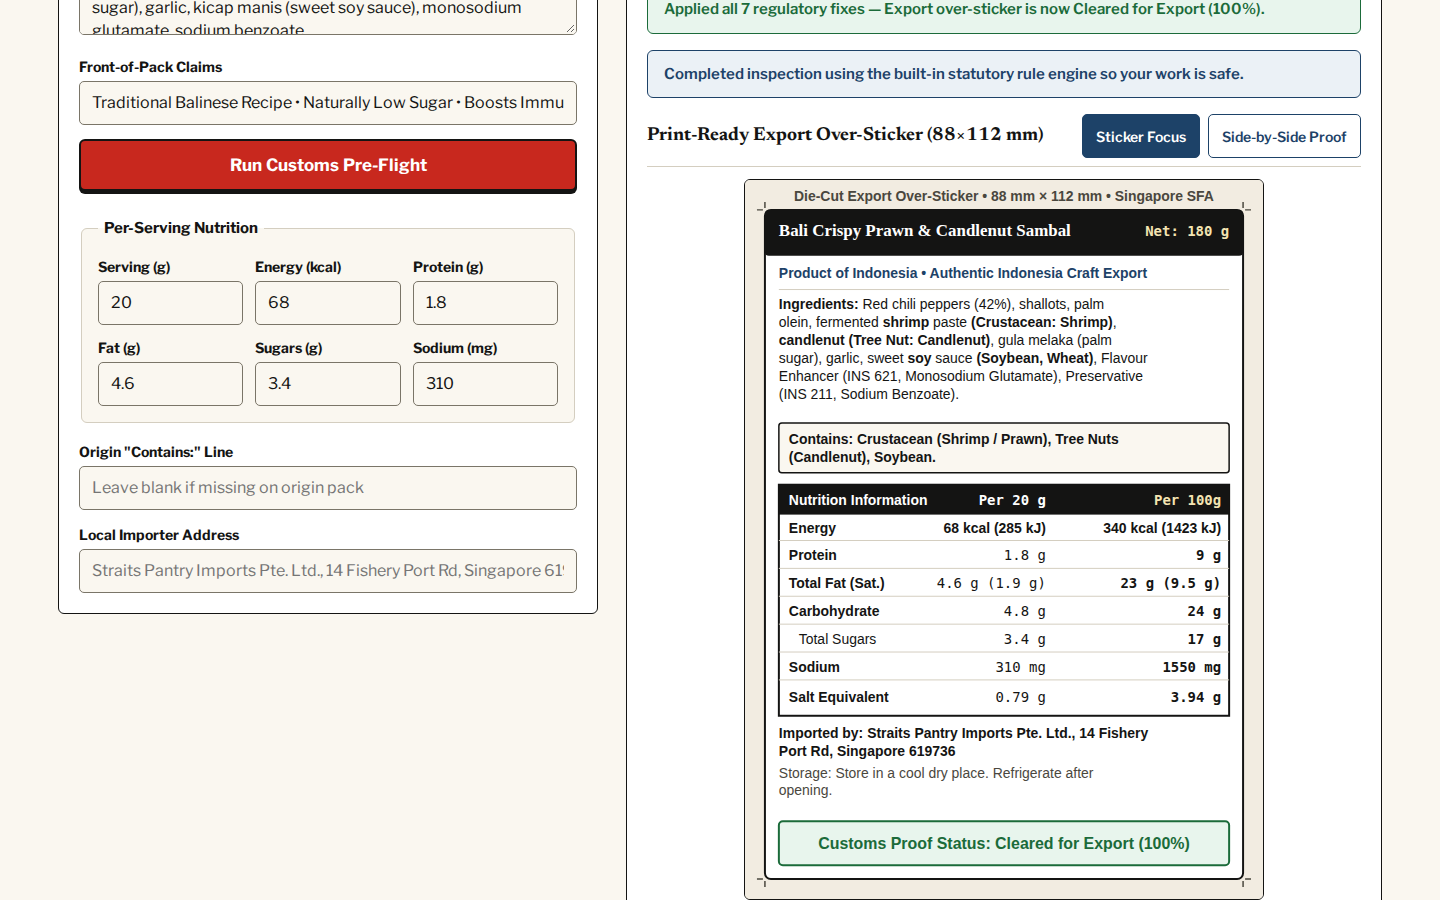 sugar), garlic, kicap manis (sweet soy sauce), monosodium
glutamate, sodium benzoate
Front-of-Pack Claims
Traditional Balinese Recipe • Naturally Low Sugar • Boosts Immu
Run Customs Pre-Flight
Per-Serving Nutrition
Serving (g) Energy (kcal) Protein (g)
20 68 1.8
Fat (g) Sugars (g) Sodium (mg)
4.6 3.4 310
Origin "Contains:" Line
Leave blank if missing on origin pack
Local Importer Address
Straits Pantry Imports Pte. Ltd., 14 Fishery Port Rd, Singapore 619
Applied all 7 regulatory fixes — Export over-sticker is now Cleared for Export (100%).
Completed inspection using the built-in statutory rule engine so your work is safe.
Print-Ready Export Over-Sticker (88×112 mm)
Sticker Focus
Side-by-Side Proof
Die-Cut Export Over-Sticker • 88 mm × 112 mm • Singapore SFA
Bali Crispy Prawn & Candlenut Sambal Net: 180 g
Product of Indonesia • Authentic Indonesia Craft Export
Ingredients: Red chili peppers (42%), shallots, palm
olein, fermented shrimp paste (Crustacean: Shrimp),
candlenut (Tree Nut: Candlenut), gula melaka (palm
sugar), garlic, sweet soy sauce (Soybean, Wheat), Flavour
Enhancer (INS 621, Monosodium Glutamate), Preservative
(INS 211, Sodium Benzoate).
Contains: Crustacean (Shrimp / Prawn), Tree Nuts
(Candlenut), Soybean.
Nutrition Information Per 20 g Per 100g
Energy 68 kcal (285 kJ) 340 kcal (1423 kJ)
Protein 1.8 g 9 g
Total Fat (Sat.) 4.6 g (1.9 g) 23 g (9.5 g)
Carbohydrate 4.8 g 24 g
Total Sugars 3.4 g 17 g
Sodium 310 mg 1550 mg
Salt Equivalent 0.79 g 3.94 g
Imported by: Straits Pantry Imports Pte. Ltd., 14 Fishery
Port Rd, Singapore 619736
Storage: Store in a cool dry place. Refrigerate after
opening.
Customs Proof Status: Cleared for Export (100%)